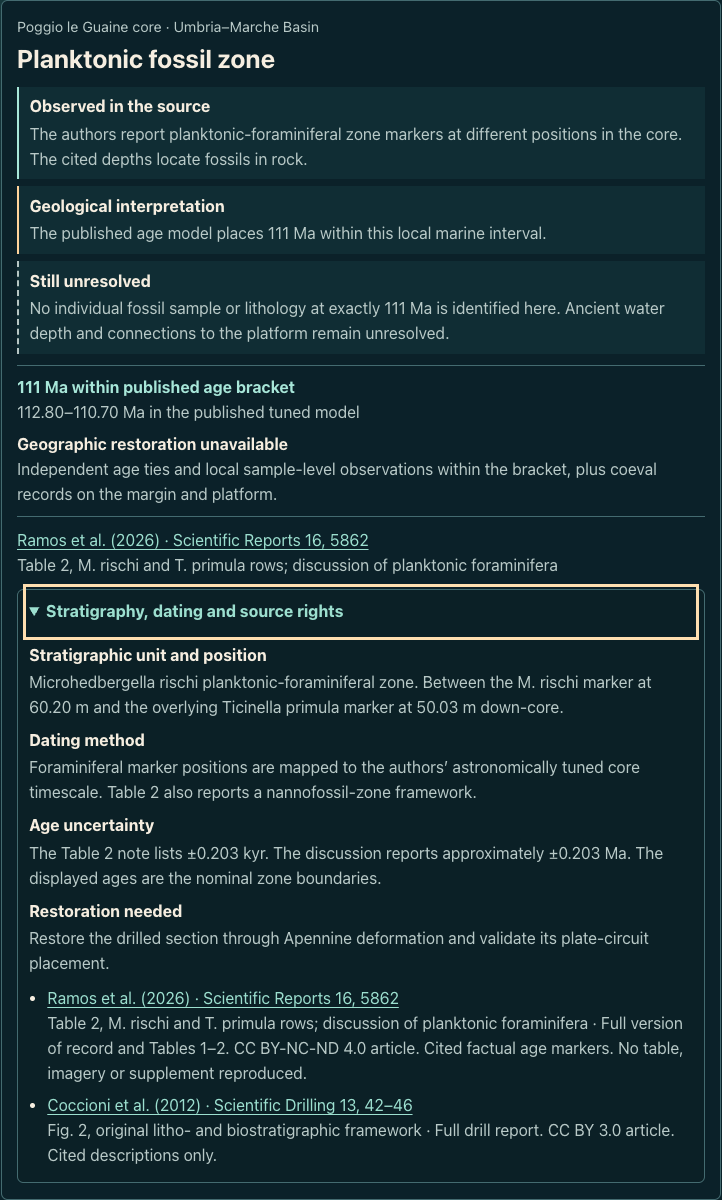 Poggio le Guaine core · Umbria–Marche Basin
Planktonic fossil zone
Observed in the source
The authors report planktonic-foraminiferal zone markers at different positions in the core.
The cited depths locate fossils in rock.
Geological interpretation
The published age model places 111 Ma within this local marine interval.
Still unresolved
No individual fossil sample or lithology at exactly 111 Ma is identified here. Ancient water
depth and connections to the platform remain unresolved.
111 Ma within published age bracket
112.80–110.70 Ma in the published tuned model
Geographic restoration unavailable
Independent age ties and local sample-level observations within the bracket, plus coeval
records on the margin and platform.
Ramos et al. (2026) · Scientific Reports 16, 5862
Table 2, M. rischi and T. primula rows; discussion of planktonic foraminifera
▼ Stratigraphy, dating and source rights
Stratigraphic unit and position
Microhedbergella rischi planktonic-foraminiferal zone. Between the M. rischi marker at
60.20 m and the overlying Ticinella primula marker at 50.03 m down-core.
Dating method
Foraminiferal marker positions are mapped to the authors’ astronomically tuned core
timescale. Table 2 also reports a nannofossil-zone framework.
Age uncertainty
The Table 2 note lists ±0.203 kyr. The discussion reports approximately ±0.203 Ma. The
displayed ages are the nominal zone boundaries.
Restoration needed
Restore the drilled section through Apennine deformation and validate its plate-circuit
placement.
• Ramos et al. (2026) · Scientific Reports 16, 5862
Table 2, M. rischi and T. primula rows; discussion of planktonic foraminifera · Full version
of record and Tables 1–2. CC BY-NC-ND 4.0 article. Cited factual age markers. No table,
imagery or supplement reproduced.
• Coccioni et al. (2012) · Scientific Drilling 13, 42–46
Fig. 2, original litho- and biostratigraphic framework · Full drill report. CC BY 3.0 article.
Cited descriptions only.